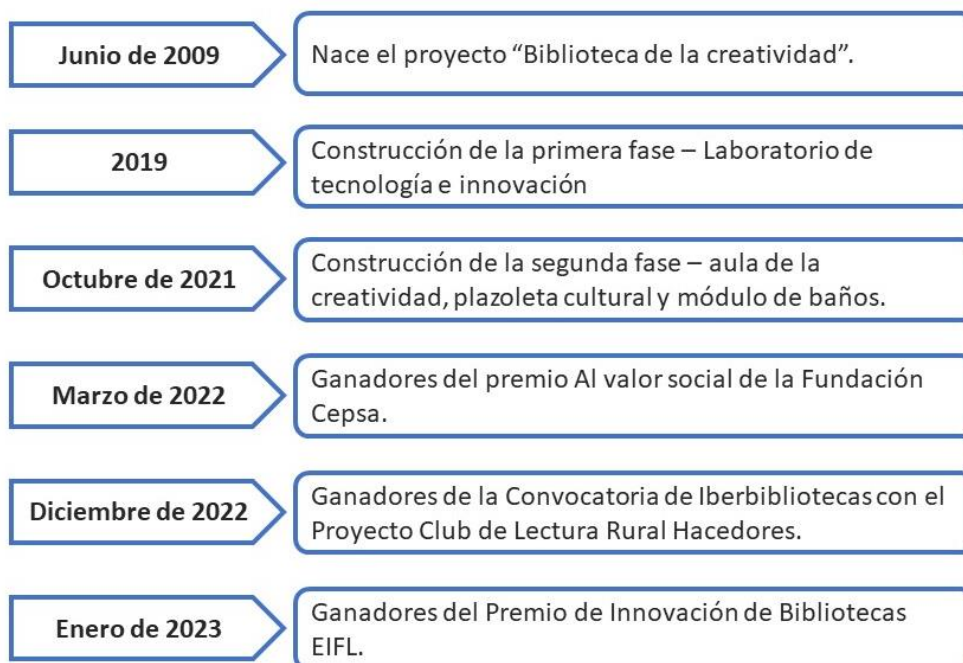 Junio de 2009
Nace el proyecto “Biblioteca de la creatividad”.
2019
Construcción de la primera fase – Laboratorio de
tecnología e innovación
Octubre de 2021
Construcción de la segunda fase – aula de la
creatividad, plazoleta cultural y módulo de baños.
Marzo de 2022
Ganadores del premio Al valor social de la Fundación
Cepsa.
Diciembre de 2022
Ganadores de la Convocatoria de Iberbibliotecas con el
Proyecto Club de Lectura Rural Hacedores.
Enero de 2023
Ganadores del Premio de Innovación de Bibliotecas
EIFL.